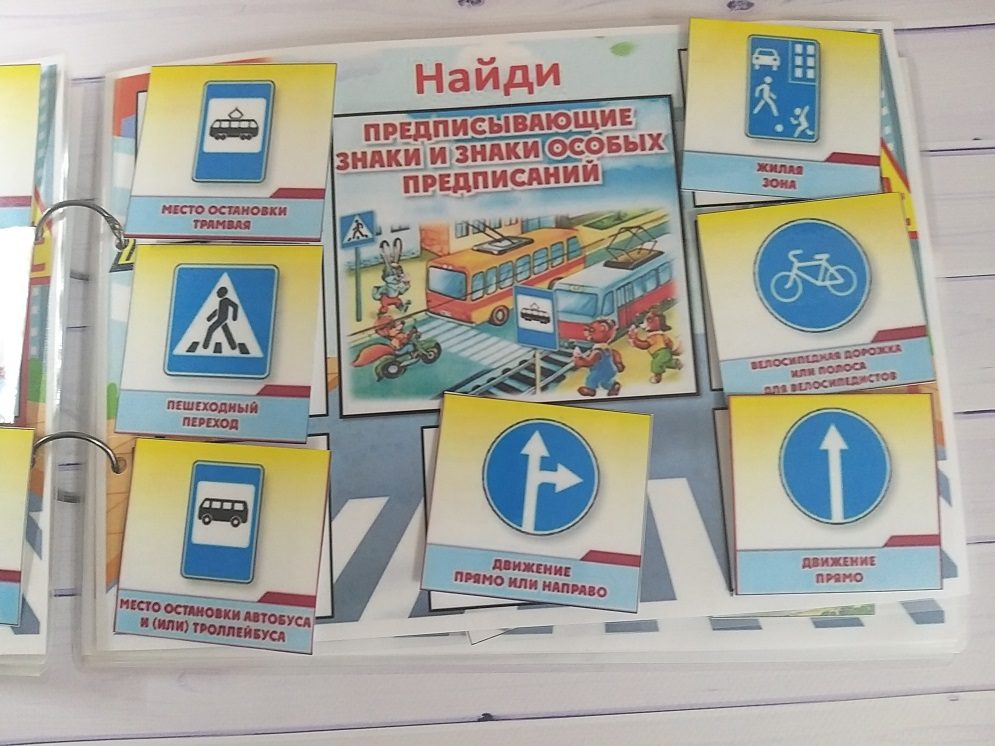 Найди
ПРЕДПИСЫВАЮЩИЕ
ЗНАКИ И ЗНАКИ ОСОБЫХ
ПРЕДПИСАНИЙ
МЕСТО ОСТАНОВКИ
ТРАМВАЯ
ЖИЛАЯ
ЗОНА
ПЕШЕХОДНЫЙ
ПЕРЕХОД
ВЕЛОСИПЕДНАЯ ДОРОЖКА
ИЛИ ПОЛОСА
ДЛЯ ВЕЛОСИПЕДИСТОВ
МЕСТО ОСТАНОВКИ АВТОБУСА
И (ИЛИ) ТРОЛЛЕЙБУСА
ДВИЖЕНИЕ
ПРЯМО ИЛИ НАПРАВО
ДВИЖЕНИЕ
ПРЯМО